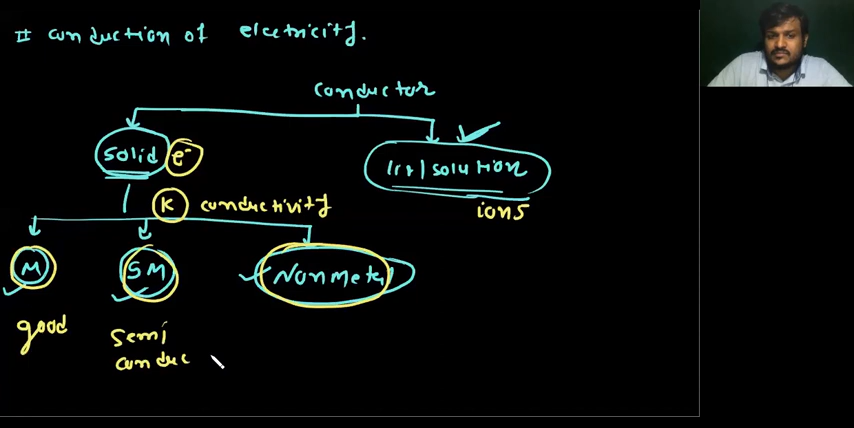 II conduction of electricity.
conductor
solid e⁻
/solution
K conductivity
ions
M
SM
Nonmetal
good
semi
conduc